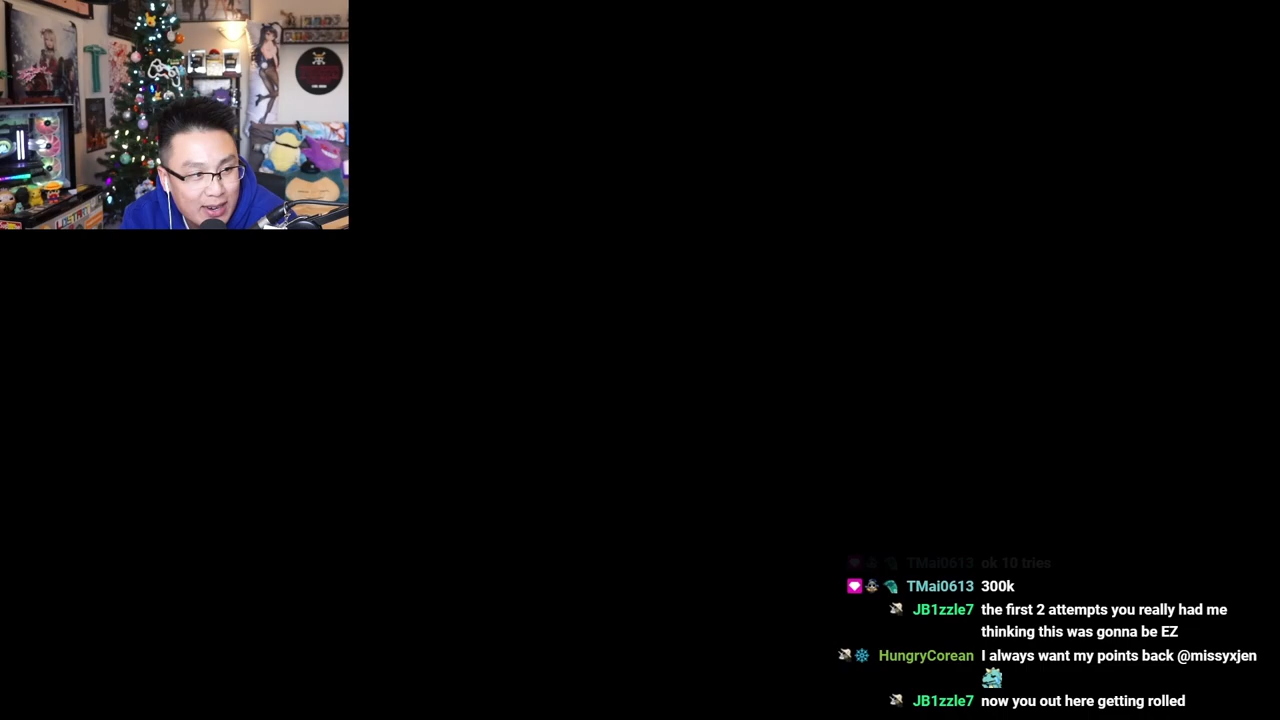 TMai0613 ok 10 tries
TMai0613 300k
JB1zzle7 the first 2 attempts you really had me
thinking this was gonna be EZ
HungryCorean I always want my points back @missyxjen
JB1zzle7 now you out here getting rolled